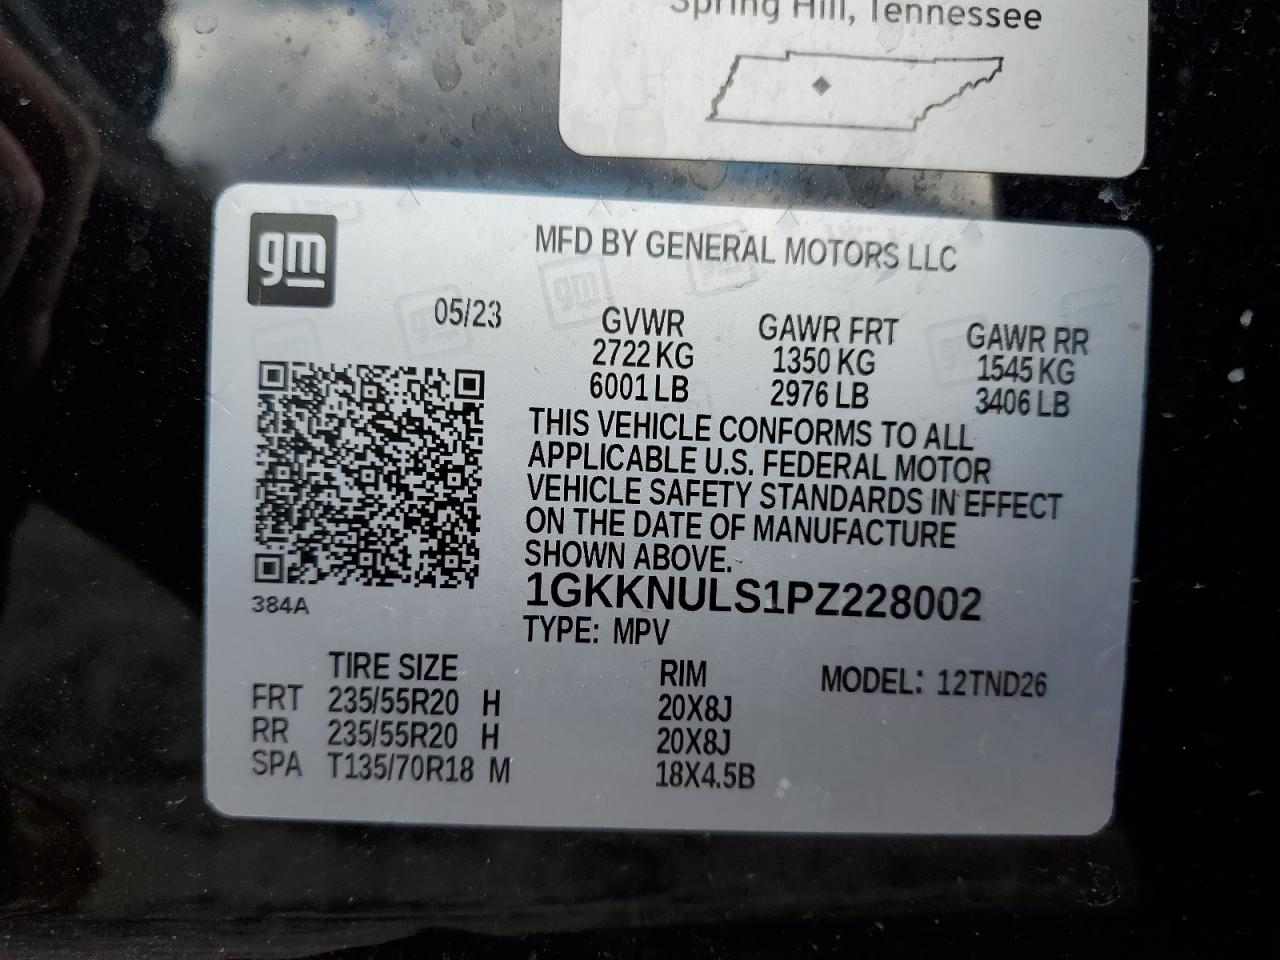 Spring Hill, Tennessee
gm
MFD BY GENERAL MOTORS LLC
05/23
GVWR GAWR FRT GAWR RR
2722 KG 1350 KG 1545 KG
6001 LB 2976 LB 3406 LB
THIS VEHICLE CONFORMS TO ALL
APPLICABLE U.S. FEDERAL MOTOR
VEHICLE SAFETY STANDARDS IN EFFECT
ON THE DATE OF MANUFACTURE
SHOWN ABOVE.
1GKKNULS1PZ228002
384A
TYPE: MPV
TIRE SIZE RIM MODEL: 12TND26
FRT 235/55R20 H 20X8J
RR 235/55R20 H 20X8J
SPA T135/70R18 M 18X4.5B